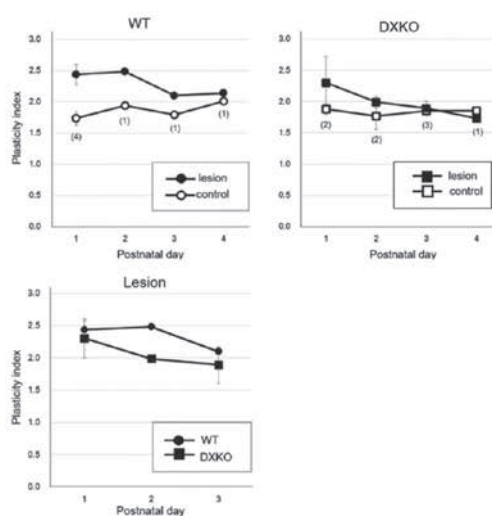 WT
Plasticity index
3.0
2.5
2.0
1.5
1.0
0.5
0.0
(4)
(1)
(1)
(1)
lesion
control
1 2 3 4
Postnatal day
DXKO
Plasticity index
3.0
2.5
2.0
1.5
1.0
0.5
0.0
(2)
(2)
(3)
(1)
lesion
control
1 2 3 4
Postnatal day
Lesion
Plasticity index
3.0
2.5
2.0
1.5
1.0
0.5
0.0
WT
DXKO
1 2 3
Postnatal day